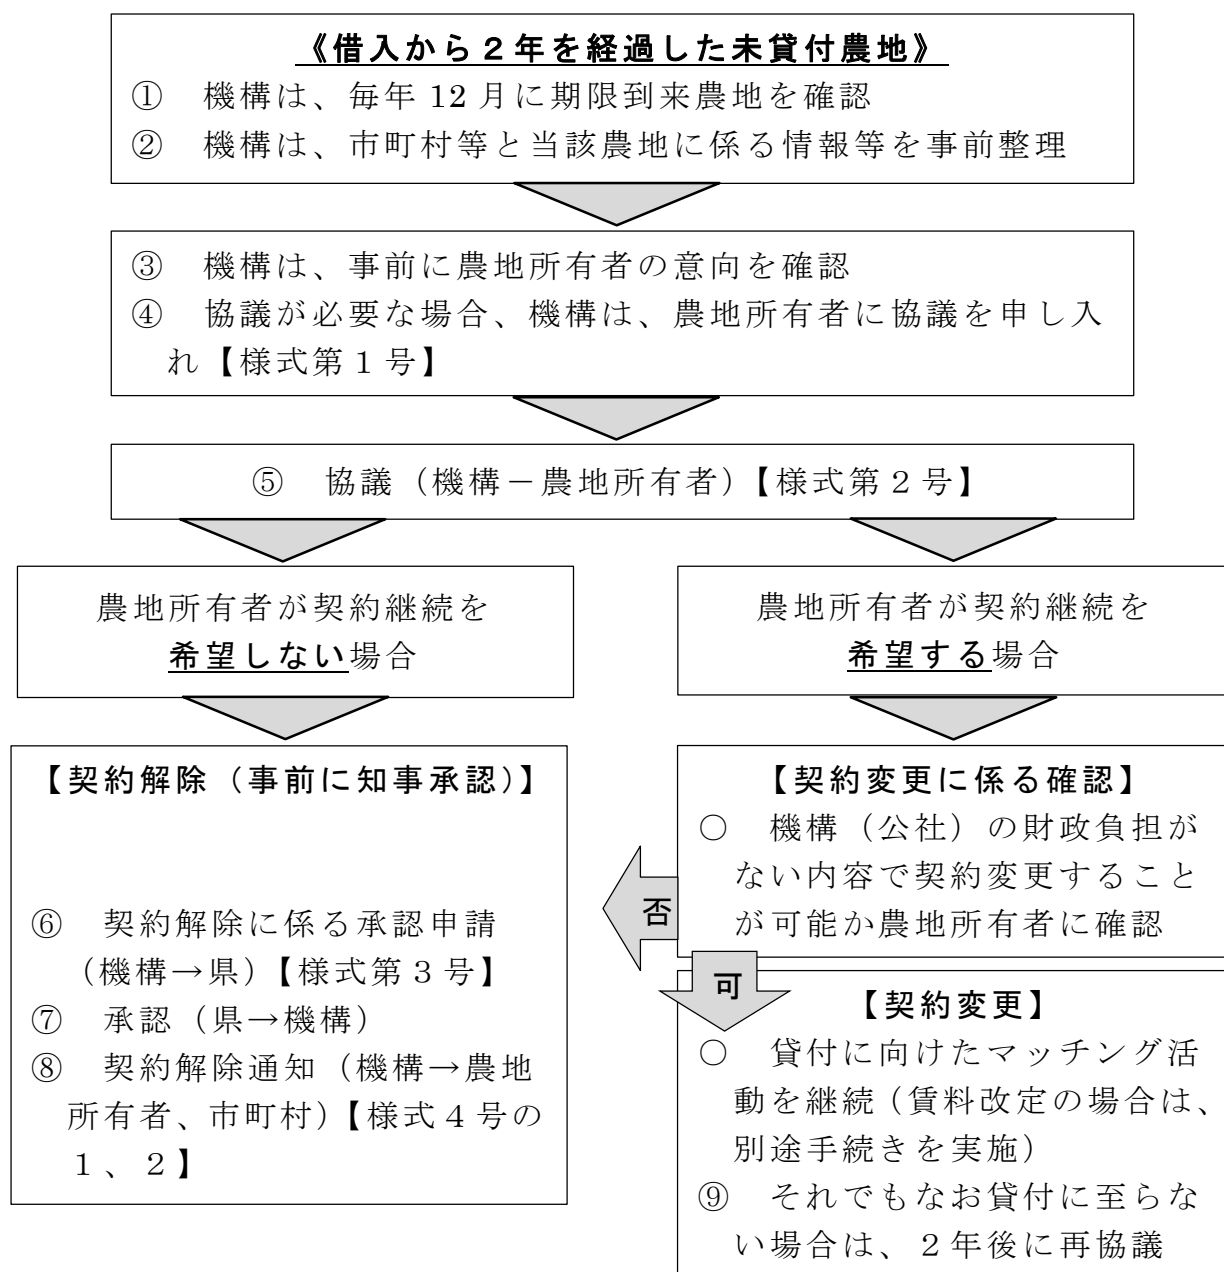 《借入から２年を経過した未貸付農地》
①　機構は、毎年 12 月に期限到来農地を確認
②　機構は、市町村等と当該農地に係る情報等を事前整理
③　機構は、事前に農地所有者の意向を確認
④　協議が必要な場合、機構は、農地所有者に協議を申し入
れ【様式第１号】
⑤　協議（機構－農地所有者）【様式第２号】
農地所有者が契約継続を
希望しない場合
農地所有者が契約継続を
希望する場合
【契約解除（事前に知事承認）】
⑥　契約解除に係る承認申請
（機構→県）【様式第３号】
⑦　承認（県→機構）
⑧　契約解除通知（機構→農地
所有者、市町村）【様式４号の
１、２】
【契約変更に係る確認】
○　機構（公社）の財政負担が
ない内容で契約変更すること
が可能か農地所有者に確認
否
可
【契約変更】
○　貸付に向けたマッチング活
動を継続（賃料改定の場合は、
別途手続きを実施）
⑨　それでもなお貸付に至らな
い場合は、２年後に再協議